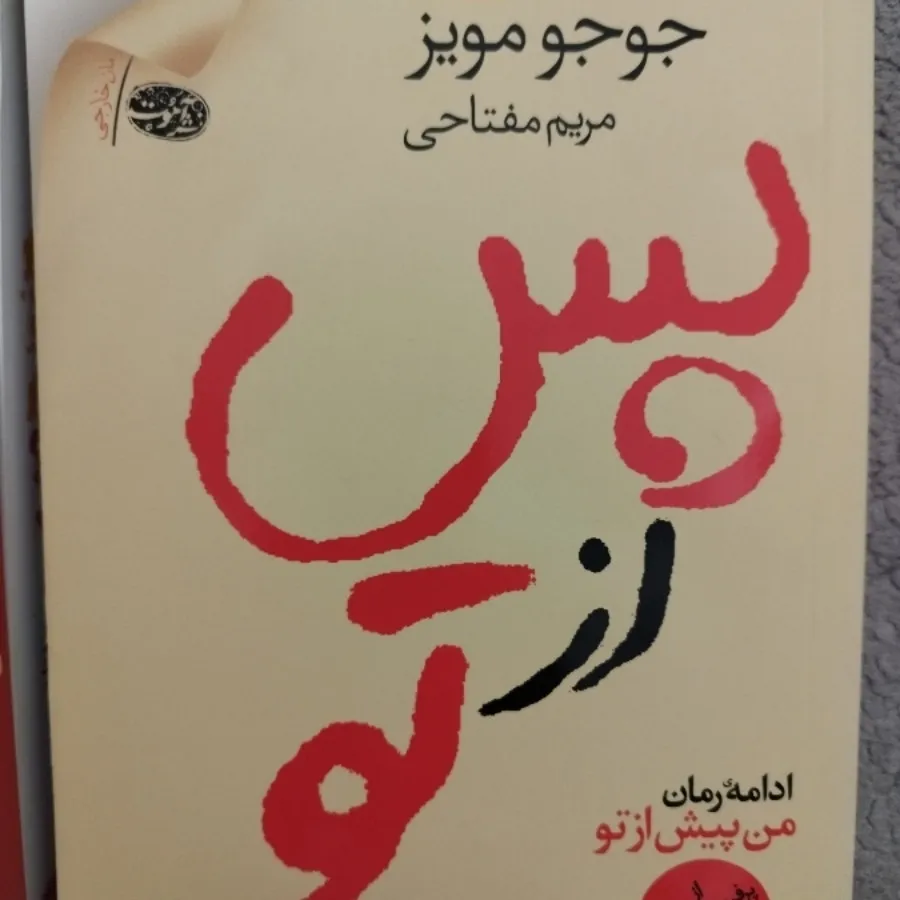 جوجو مویز
مریم مفتاحی
پس
از
تو
ادامهٔ رمان
من پیش از تو